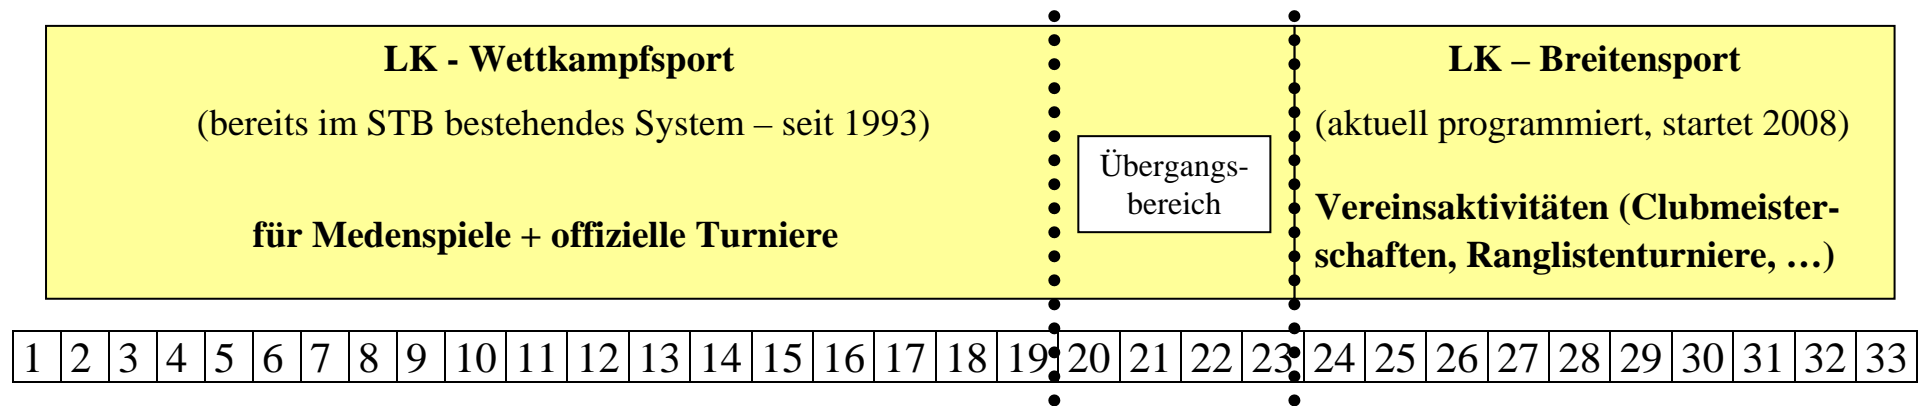 LK - Wettkampfsport
(bereits im STB bestehendes System – seit 1993)
für Medenspiele + offizielle Turniere
Übergangs-
bereich
LK – Breitensport
(aktuell programmiert, startet 2008)
Vereinsaktivitäten (Clubmeister-
schaften, Ranglistenturniere, …)
1 2 3 4 5 6 7 8 9 10 11 12 13 14 15 16 17 18 19 20 21 22 23 24 25 26 27 28 29 30 31 32 33